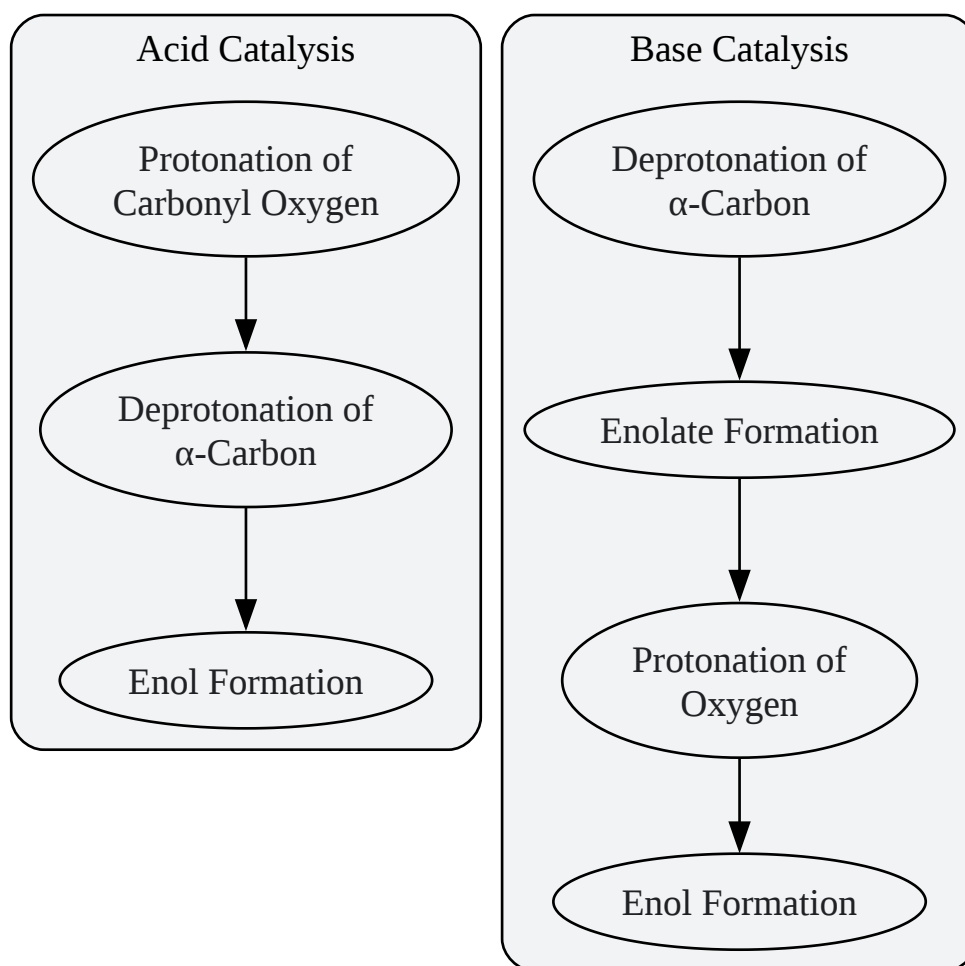 Acid Catalysis
Protonation of
Carbonyl Oxygen
Deprotonation of
α-Carbon
Enol Formation
Base Catalysis
Deprotonation of
α-Carbon
Enolate Formation
Protonation of
Oxygen
Enol Formation